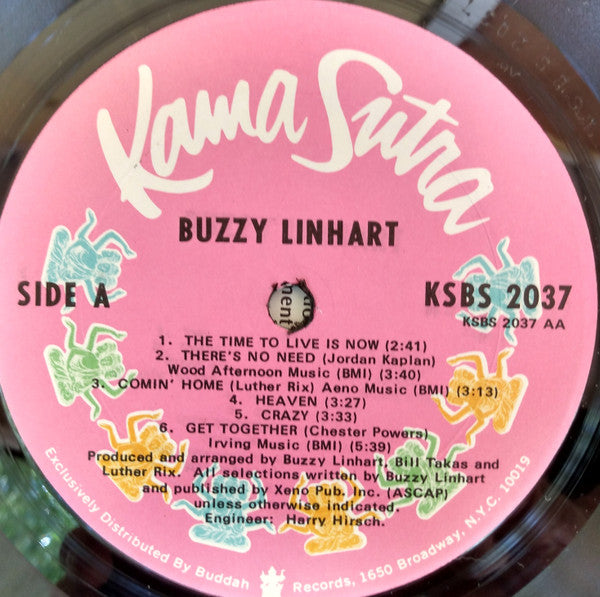 Kama Sutra
BUZZY LINHART
SIDE A
KSBS 2037
KSBS 2037 AA
ment
1. THE TIME TO LIVE IS NOW (2:41)
2. THERE'S NO NEED (Jordan Kaplan)
Wood Afternoon Music (BMI) (3:40)
3. COMIN' HOME (Luther Rix) Aeno Music (BMI) (3:13)
4. HEAVEN (3:27)
5. CRAZY (3:33)
6. GET TOGETHER (Chester Powers)
Irving Music (BMI) (5:39)
Produced and arranged by Buzzy Linhart, Bill Takas and
Luther Rix. All selections written by Buzzy Linhart
and published by Xeno Pub. Inc. (ASCAP)
unless otherwise indicated.
Engineer: Harry Hirsch.
Exclusively Distributed By Buddah Records, 1650 Broadway, N.Y.C. 10019